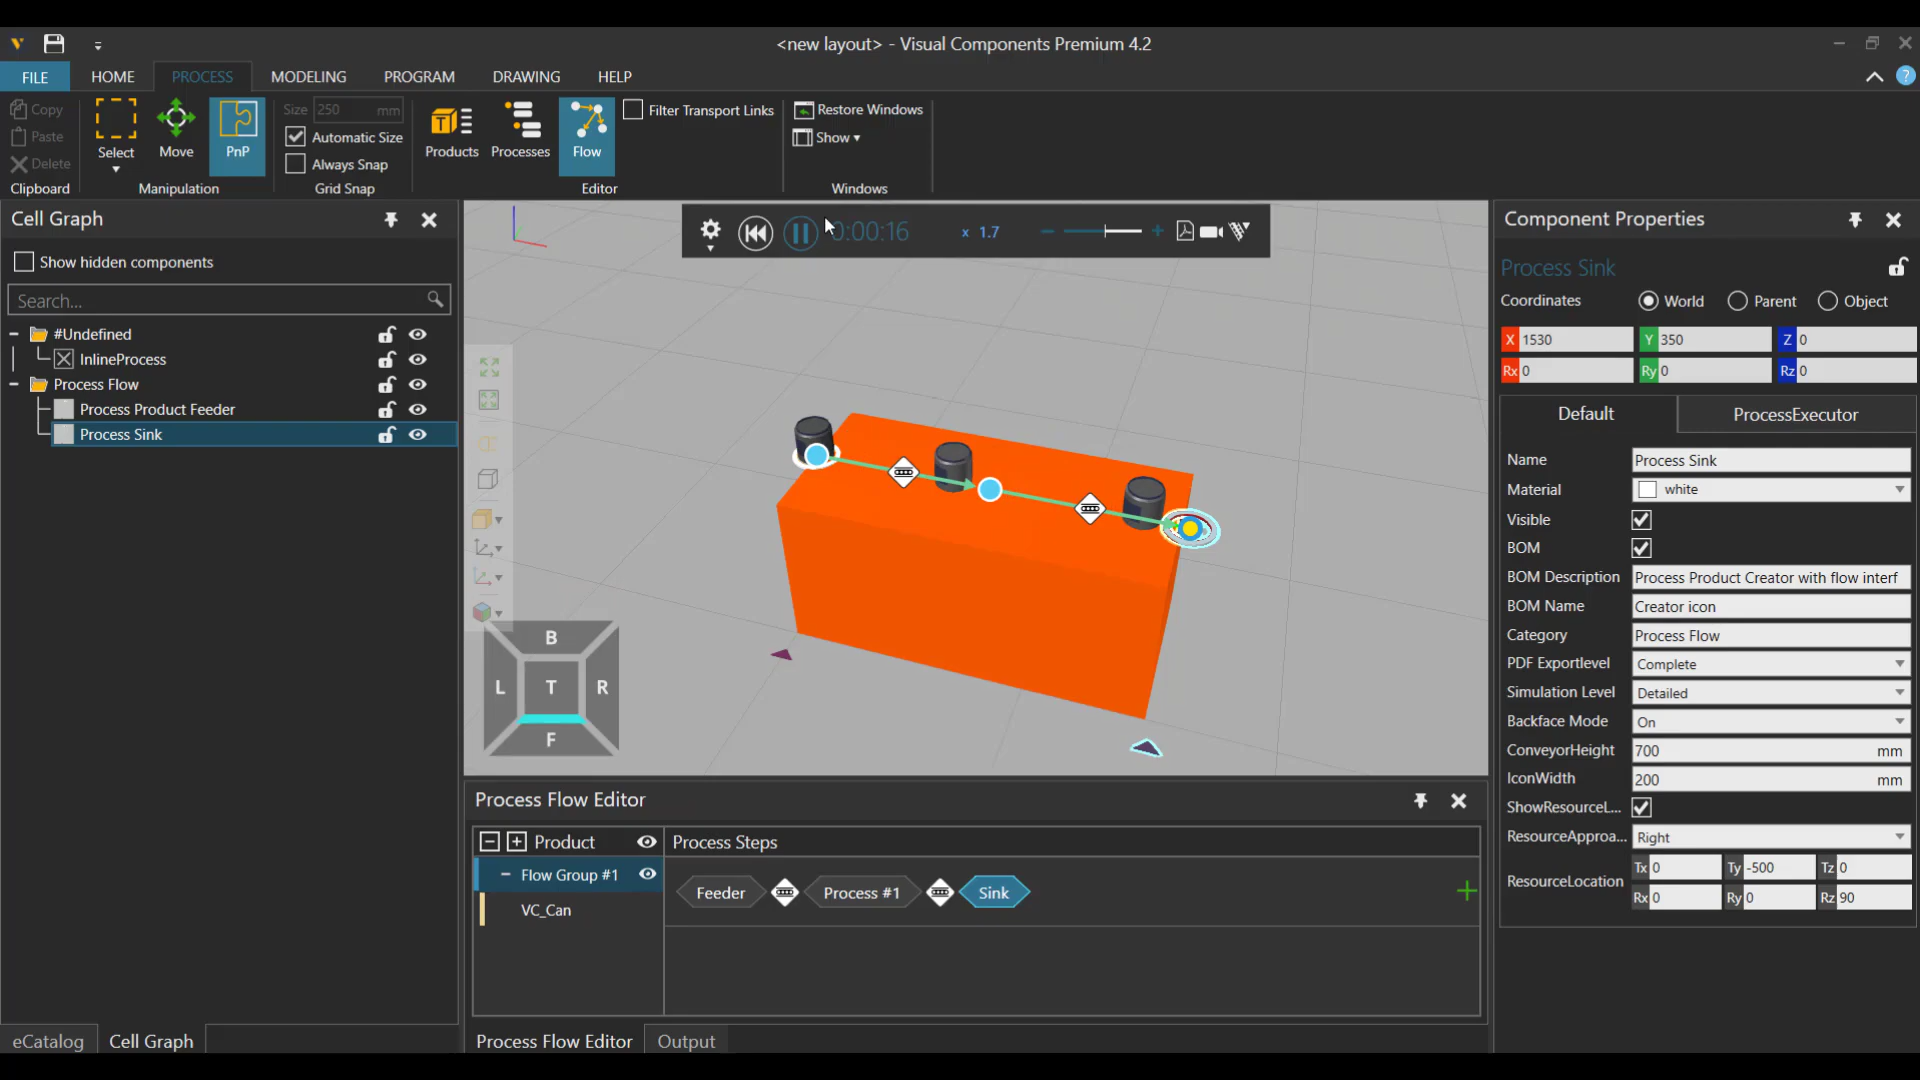 <new layout> - Visual Components Premium 4.2
FILE HOME PROCESS MODELING PROGRAM DRAWING HELP
Copy
Paste
Delete
Clipboard
Select
Move
PnP
Manipulation
Size 250 mm
Automatic Size
Always Snap
Grid Snap
Products
Processes
Flow
Filter Transport Links
Editor
Restore Windows
Show
Windows
Cell Graph
Show hidden components
Search...
#Undefined
InlineProcess
Process Flow
Process Product Feeder
Process Sink
eCatalog Cell Graph
0:00:16 x 1.7
B
L T R
F
Process Flow Editor
Product Process Steps
Flow Group #1
Feeder Process #1 Sink
VC_Can
Process Flow Editor Output
Component Properties
Process Sink
Coordinates World Parent Object
X 1530 Y 350 Z 0
Rx 0 Ry 0 Rz 0
Default ProcessExecutor
Name Process Sink
Material white
Visible
BOM
BOM Description Process Product Creator with flow interf
BOM Name Creator icon
Category Process Flow
PDF Exportlevel Complete
Simulation Level Detailed
Backface Mode On
ConveyorHeight 700 mm
IconWidth 200 mm
ShowResourceL...
ResourceApproa... Right
ResourceLocation
Tx 0 Ty -500 Tz 0
Rx 0 Ry 0 Rz 90